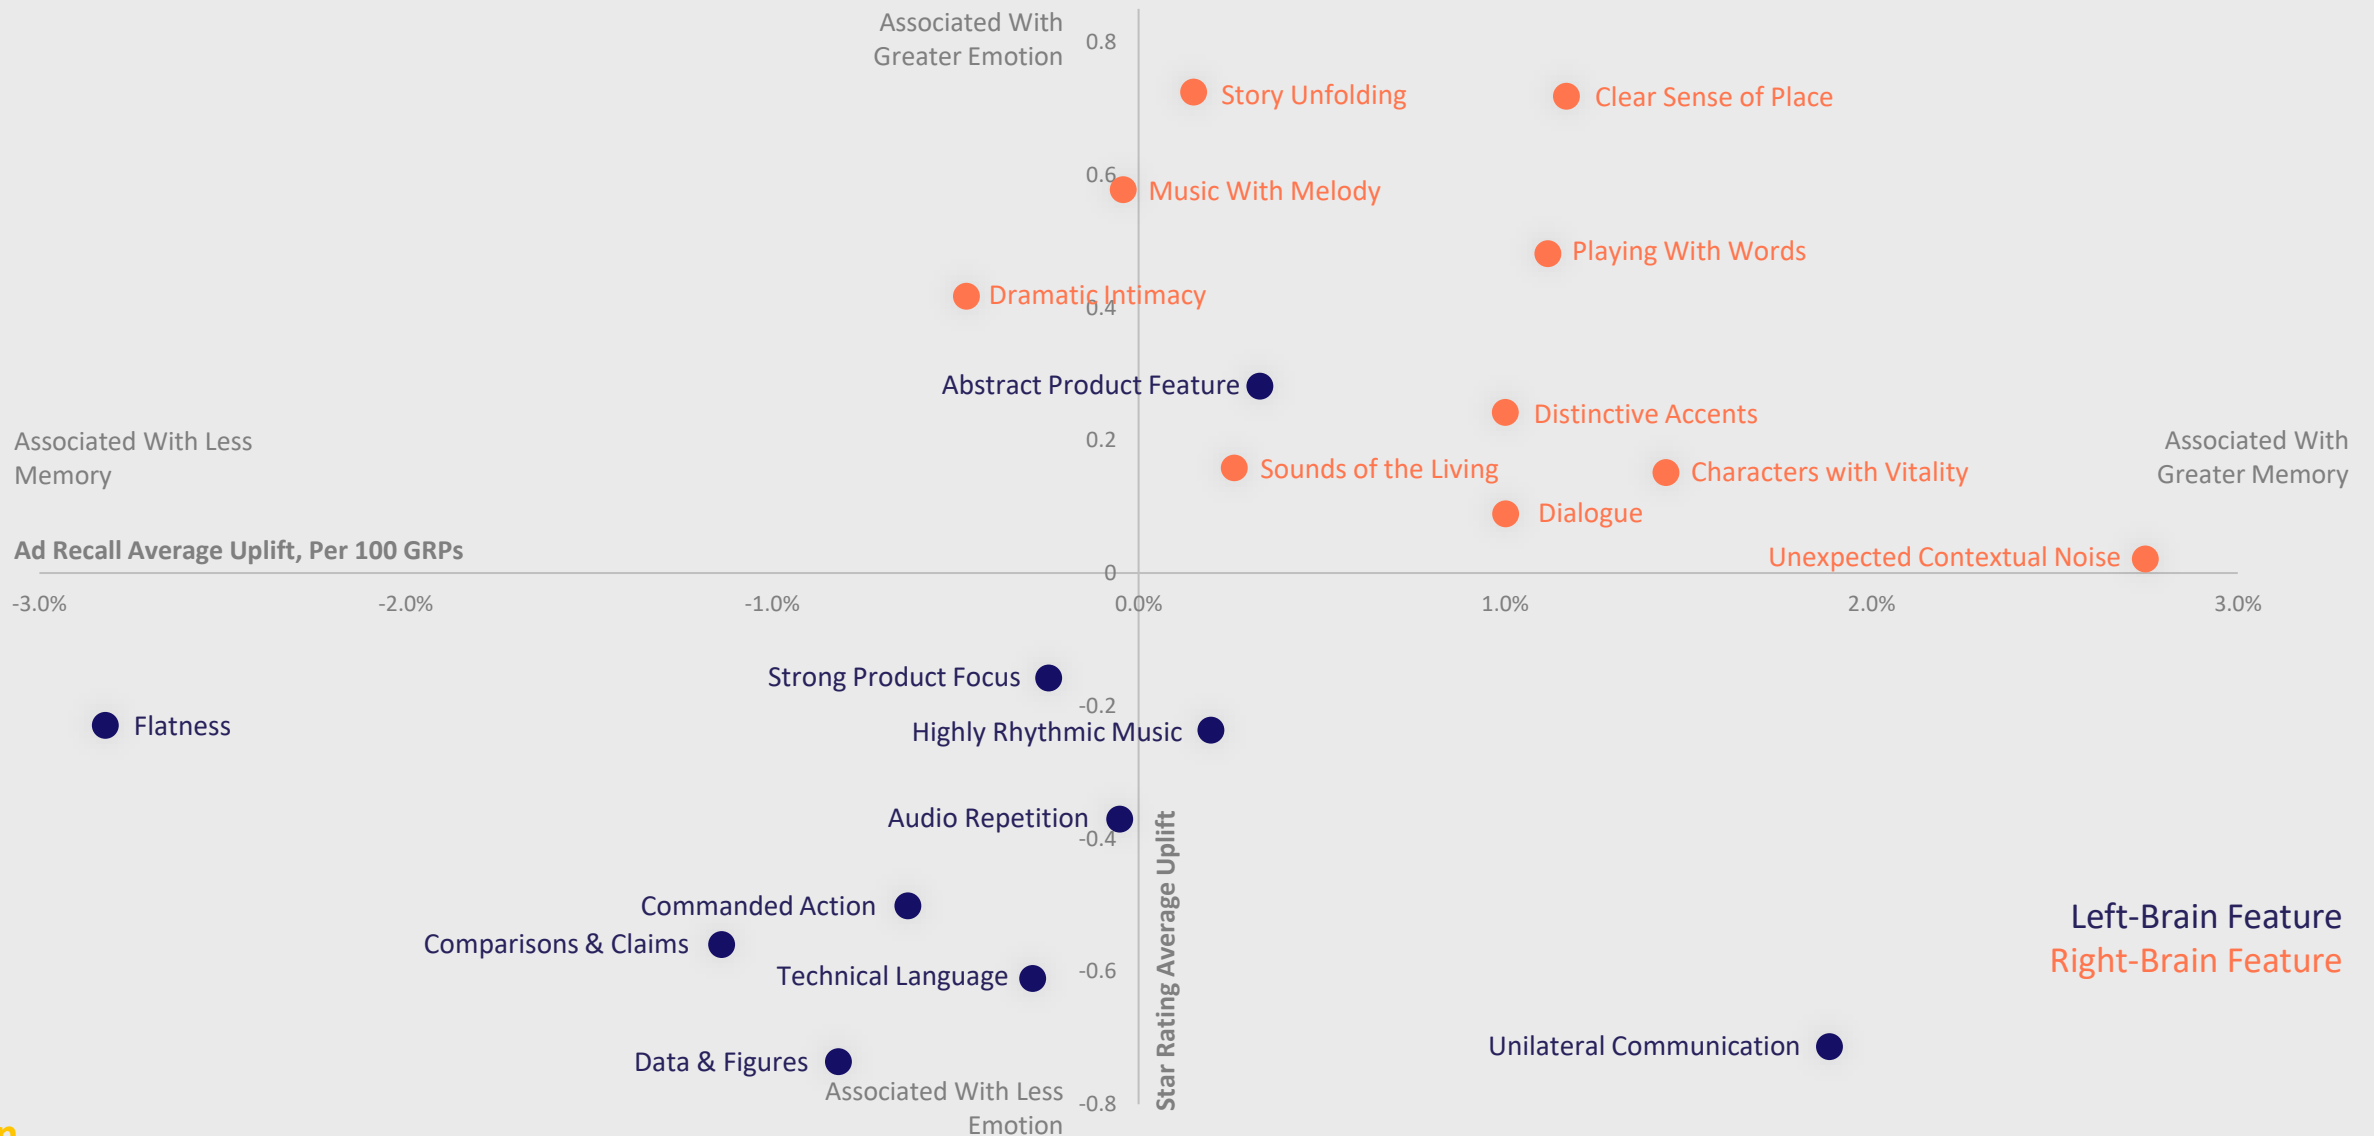 Associated With
Greater Emotion
0.8
Story Unfolding
Clear Sense of Place
0.6
Music With Melody
Playing With Words
Dramatic Intimacy
0.4
Abstract Product Feature
Distinctive Accents
Associated With Less
Memory
0.2
Associated With
Greater Memory
Sounds of the Living
Characters with Vitality
Dialogue
Ad Recall Average Uplift, Per 100 GRPs
Unexpected Contextual Noise
0
-3.0%
-2.0%
-1.0%
0.0%
1.0%
2.0%
3.0%
Strong Product Focus
-0.2
Flatness
Highly Rhythmic Music
Audio Repetition
-0.4
Star Rating Average Uplift
Commanded Action
Left-Brain Feature
Comparisons & Claims
Right-Brain Feature
-0.6
Technical Language
Unilateral Communication
Data & Figures
-0.8
Associated With Less
Emotion